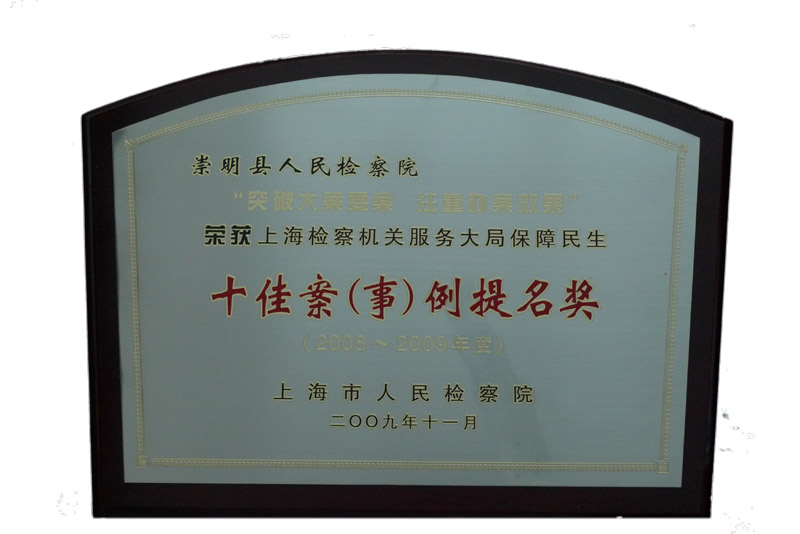 崇明县人民检察院
“突破大案要案 注重办案效果”
荣获上海检察机关服务大局保障民生
十佳案(事)例提名奖
(2008~2009年度)
上海市人民检察院
二〇〇九年十一月